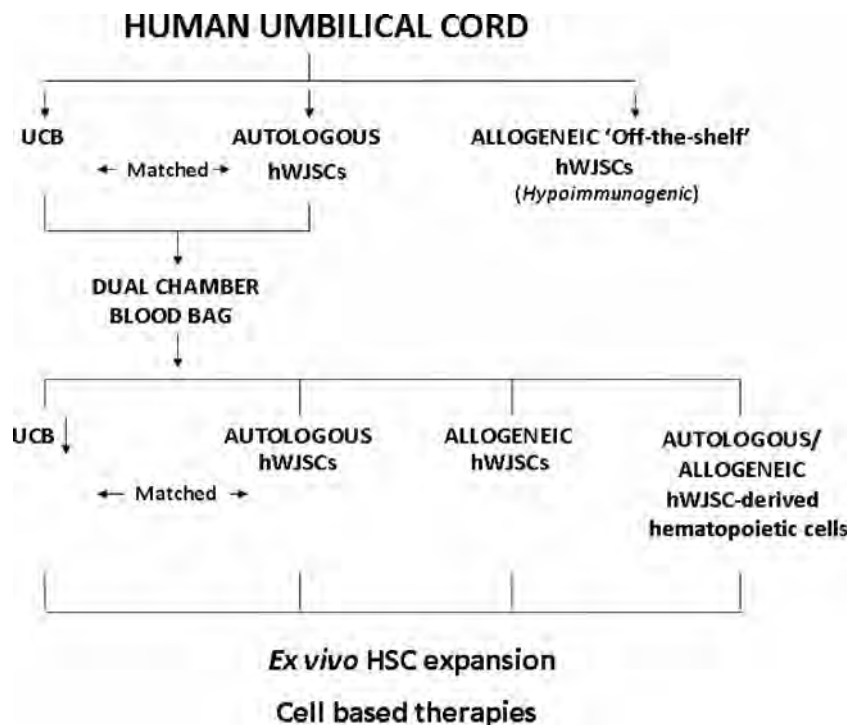 HUMAN UMBILICAL CORD
UCB
← Matched →
AUTOLOGOUS
hWJSCs
ALLOGENEIC 'Off-the-shelf'
hWJSCs
(Hypoimmunogenic)
DUAL CHAMBER
BLOOD BAG
UCB
← Matched →
AUTOLOGOUS
hWJSCs
ALLOGENEIC
hWJSCs
AUTOLOGOUS/
ALLOGENEIC
hWJSC-derived
hematopoietic cells
Ex vivo HSC expansion
Cell based therapies